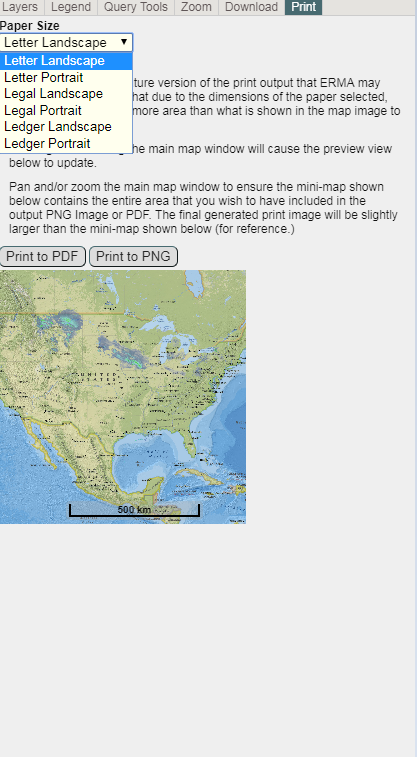 Layers Legend Query Tools Zoom Download Print
Paper Size
Letter Landscape
Letter Landscape
Letter Portrait
Legal Landscape
Legal Portrait
Ledger Landscape
Ledger Portrait
ture version of the print output that ERMA may
hat due to the dimensions of the paper selected,
more area than what is shown in the map image to
he main map window will cause the preview view
below to update.
Pan and/or zoom the main map window to ensure the mini-map shown
below contains the entire area that you wish to have included in the
output PNG Image or PDF. The final generated print image will be slightly
larger than the mini-map shown below (for reference.)
Print to PDF Print to PNG
UNITED
STATES
500 km